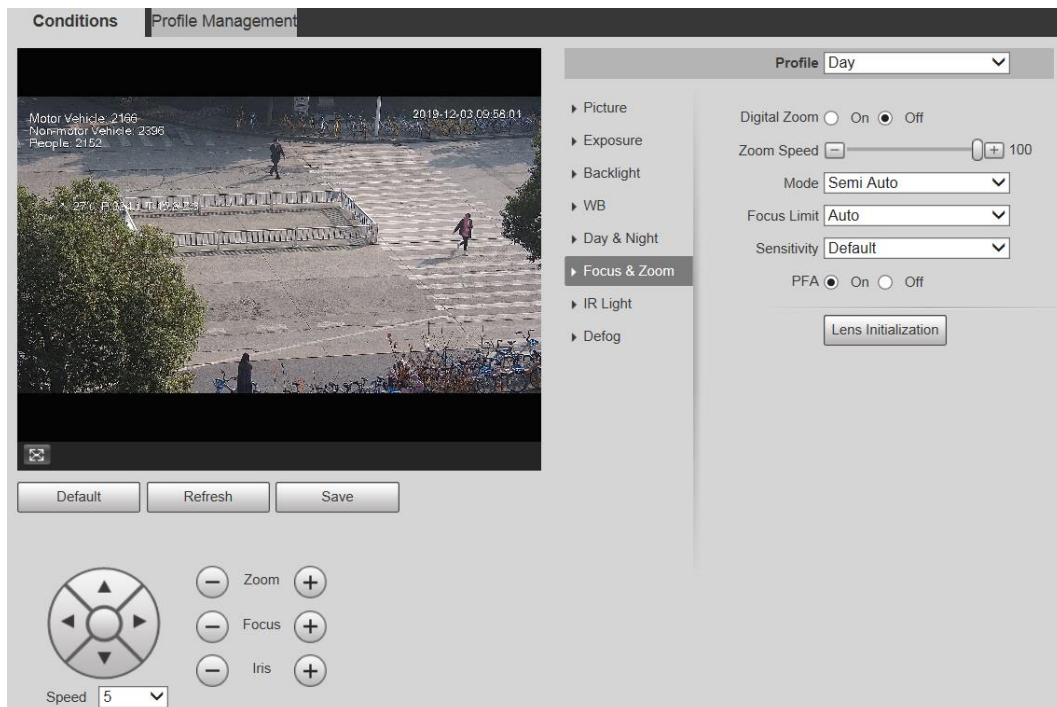 Conditions Profile Management
Profile Day
Motor Vehicle: 2166
Non-motor Vehicle: 2396
People: 2152
2019-12-03 09:56:01
Picture
Exposure
Backlight
WB
Day & Night
Focus & Zoom
IR Light
Defog
Digital Zoom On Off
Zoom Speed 100
Mode Semi Auto
Focus Limit Auto
Sensitivity Default
PFA On Off
Lens Initialization
Default Refresh Save
Zoom
Focus
Iris
Speed 5